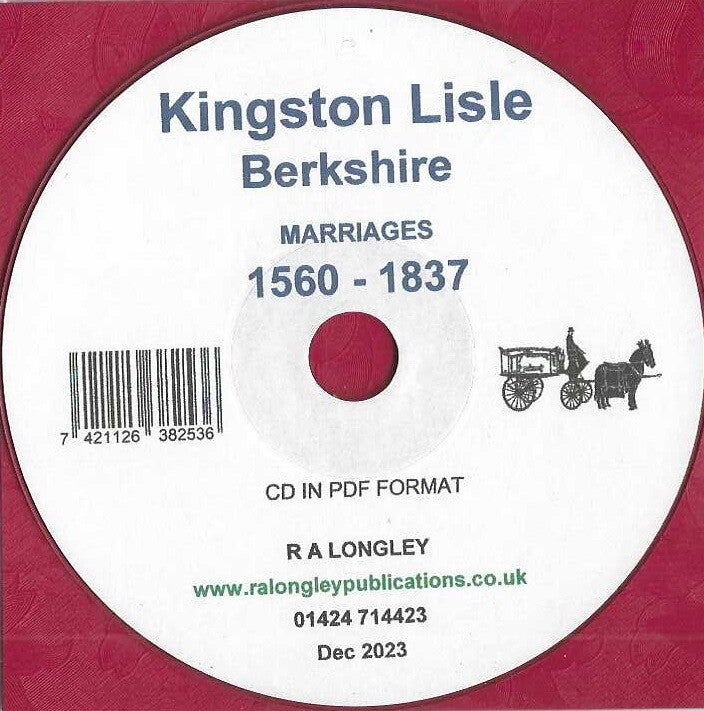 Kingston Lisle
Berkshire
MARRIAGES
1560 - 1837
7 421126 382536
CD IN PDF FORMAT
R A LONGLEY
www.ralongleypublications.co.uk
01424 714423
Dec 2023